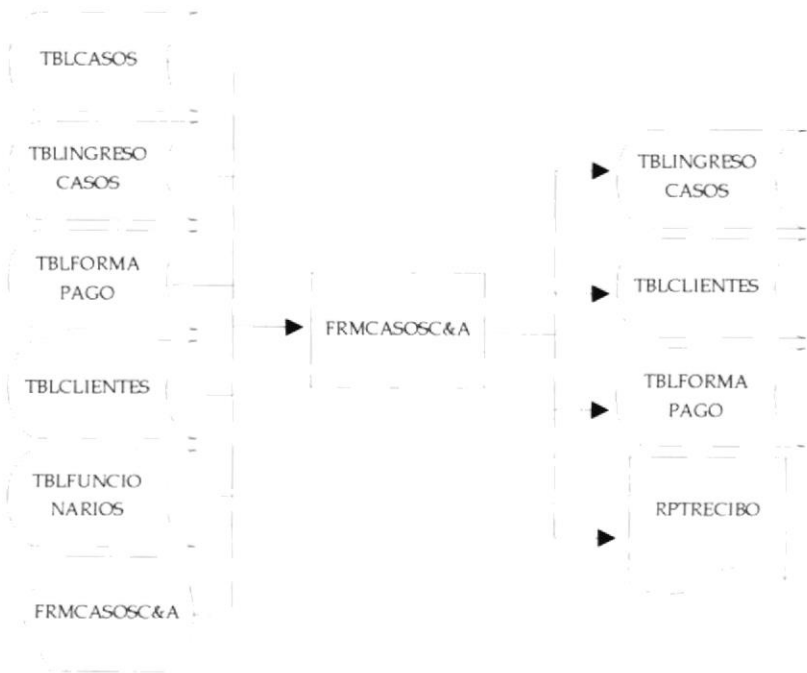 TBLCASOS
TBLINGRESO
CASOS
TBLFORMA
PAGO
TBLCLIENTES
TBLFUNCIO
NARIOS
FRMCASOSC&A
FRMCASOSC&A
TBLINGRESO
CASOS
TBLCLIENTES
TBLFORMA
PAGO
RPTRECIBO